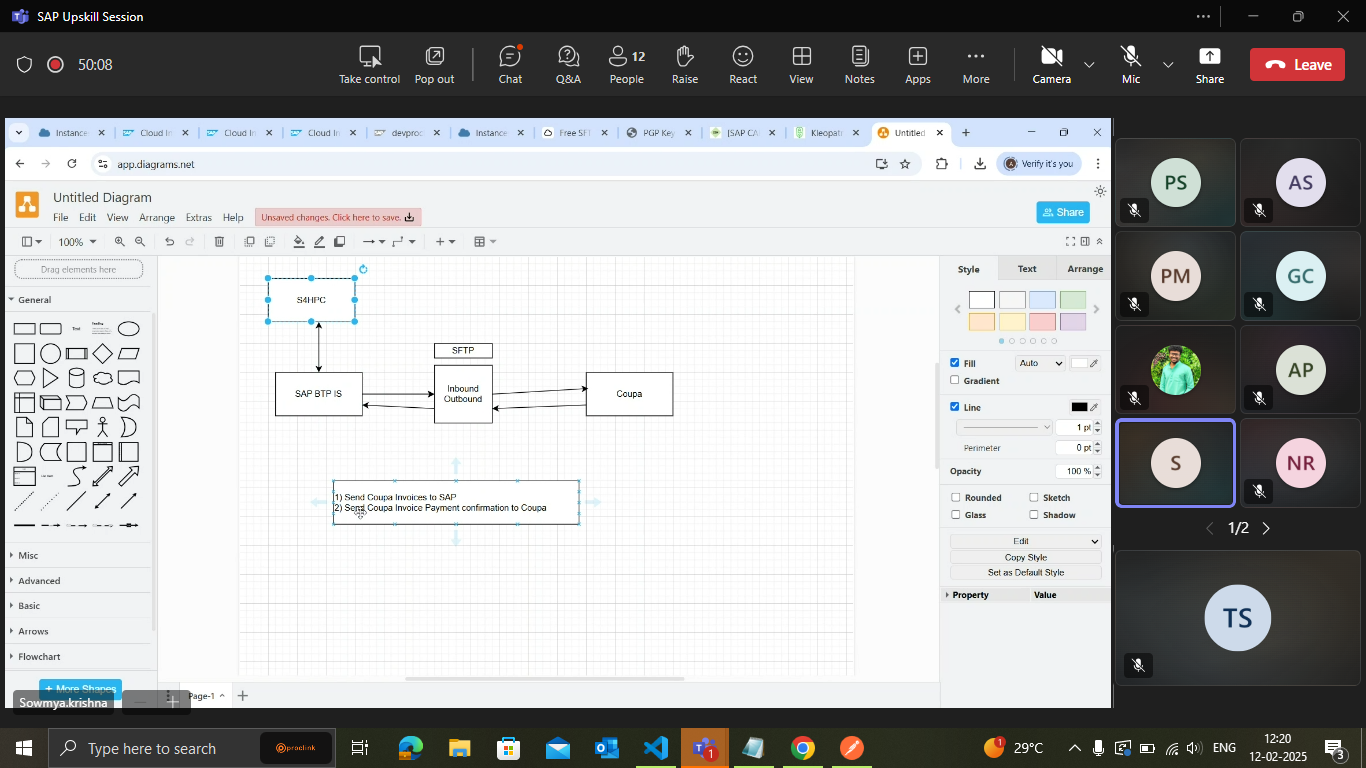 SAP Upskill Session
50:08
Take control
Pop out
Chat
Q&A
12
People
Raise
React
View
Notes
Apps
More
Camera
Mic
Share
Leave
Instance
Cloud In
Cloud In
Cloud In
devproc
Instance
Free SFT
PGP Key
[SAP CA
Kleopatr
Untitled
app.diagrams.net
Verify it's you
Untitled Diagram
File Edit View Arrange Extras Help
Unsaved changes. Click here to save.
Share
100%
Drag elements here
General
Text
Heading
Misc
Advanced
Basic
Arrows
Flowchart
+ More Shapes
S4HPC
SAP BTP IS
SFTP
Inbound
Outbound
Coupa
1) Send Coupa Invoices to SAP
2) Send Coupa Invoice Payment confirmation to Coupa
Style Text Arrange
Fill Auto
Gradient
Line
1 pt
Perimeter 0 pt
Opacity 100 %
Rounded Sketch
Glass Shadow
Edit
Copy Style
Set as Default Style
Property Value
Page-1
Sowmya.krishna
PS
AS
PM
GC
AP
S
NR
1/2
TS
Type here to search
proclink
1
1
29°C
ENG
12:20
12-02-2025
3